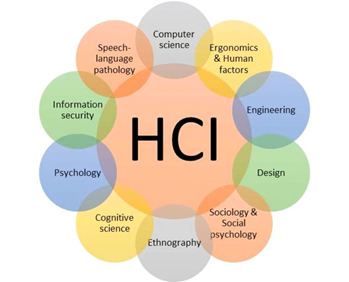 Computer
science
Ergonomics
& Human
factors
Engineering
Design
Sociology &
Social
psychology
Ethnography
Cognitive
science
Psychology
Information
security
Speech-
language
pathology
HCI